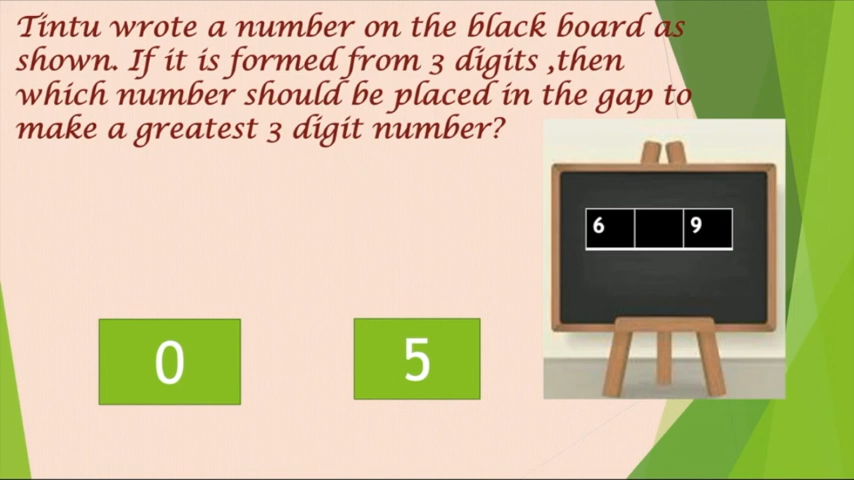 Tintu wrote a number on the black board as
shown. If it is formed from 3 digits ,then
which number should be placed in the gap to
make a greatest 3 digit number?
6 9
0 5